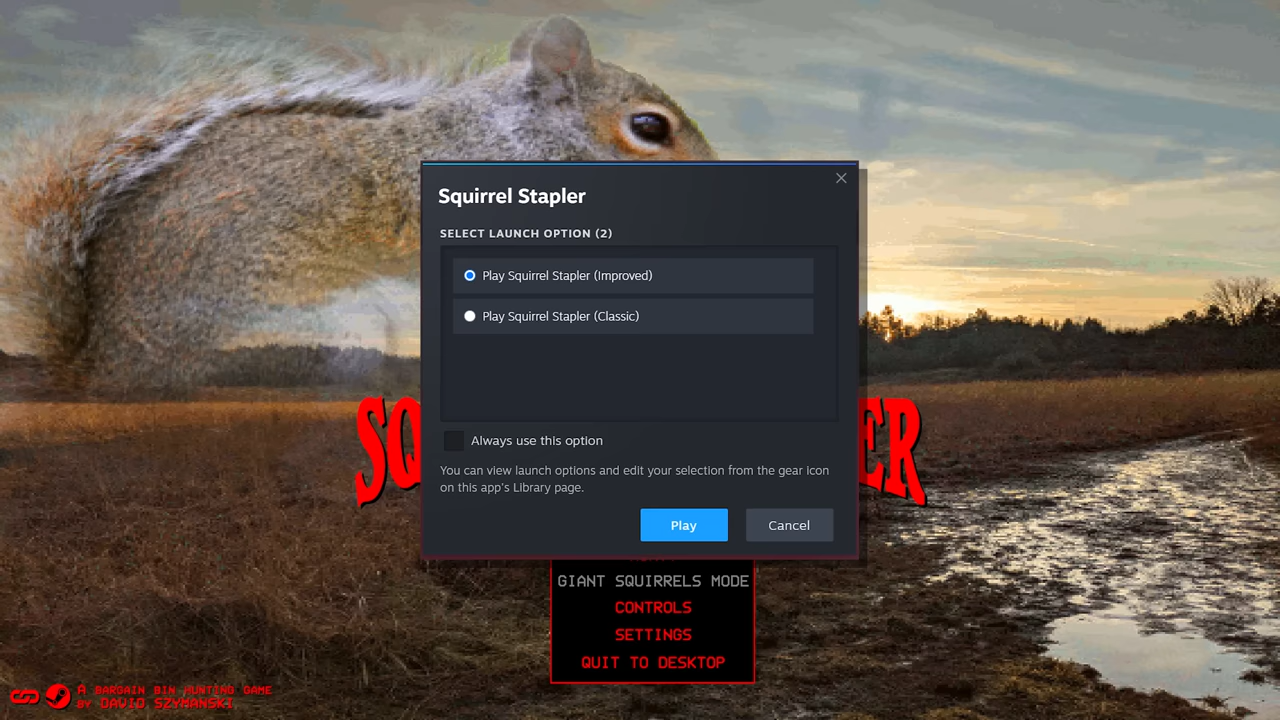 Squirrel Stapler
SELECT LAUNCH OPTION (2)
Play Squirrel Stapler (Improved)
Play Squirrel Stapler (Classic)
Always use this option
You can view launch options and edit your selection from the gear icon
on this app's Library page.
Play
Cancel
SQ
ER
GIANT SQUIRRELS MODE
CONTROLS
SETTINGS
QUIT TO DESKTOP
A BARGAIN BIN HUNTING GAME
BY DAVID SZYMANSKI